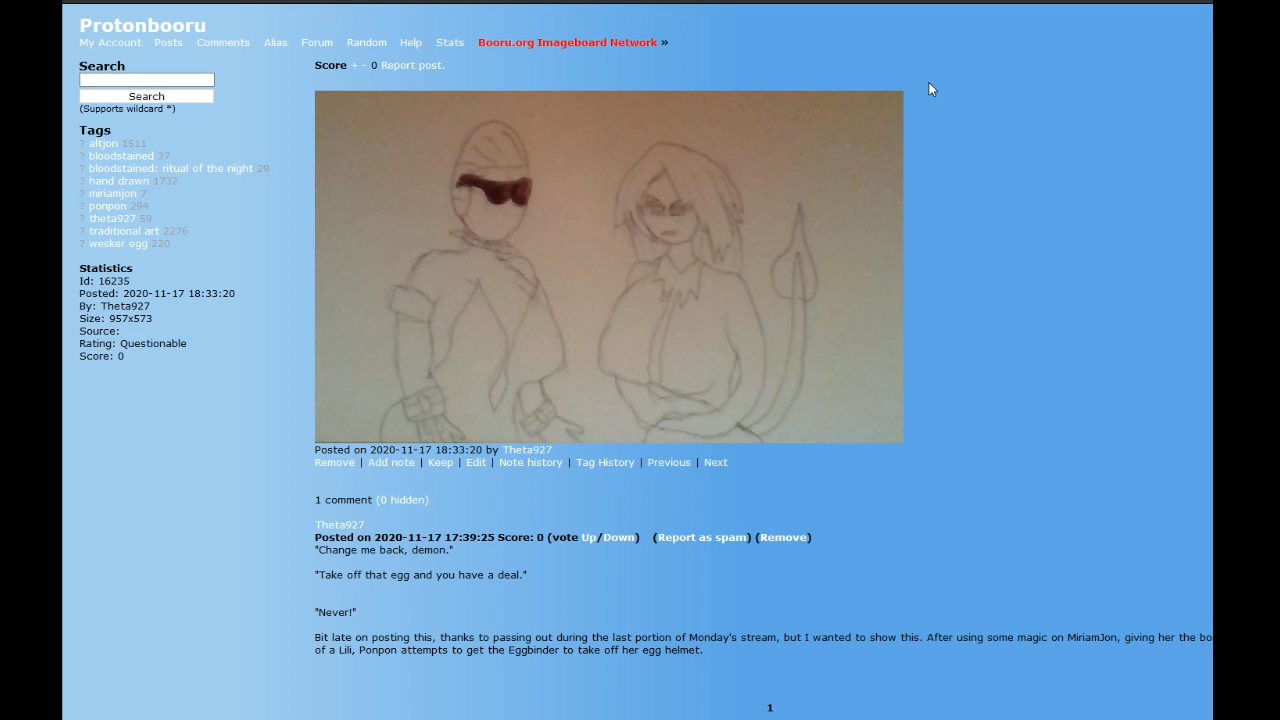 Protonbooru
My Account Posts Comments Alias Forum Random Help Stats Booru.org Imageboard Network »
Search
Search
(Supports wildcard *)
Tags
? altjon 1511
? bloodstained 37
? bloodstained: ritual of the night 29
? hand drawn 1732
? miriamjon 7
? ponpon 294
? theta927 59
? traditional art 2276
? wesker egg 220
Statistics
Id: 16235
Posted: 2020-11-17 18:33:20
By: Theta927
Size: 957x573
Source:
Rating: Questionable
Score: 0
Score + - 0 Report post.
Posted on 2020-11-17 18:33:20 by Theta927
Remove | Add note | Keep | Edit | Note history | Tag History | Previous | Next
1 comment (0 hidden)
Theta927
Posted on 2020-11-17 17:39:25 Score: 0 (vote Up/Down) (Report as spam) (Remove)
"Change me back, demon."
"Take off that egg and you have a deal."
"Never!"
Bit late on posting this, thanks to passing out during the last portion of Monday's stream, but I wanted to show this. After using some magic on MiriamJon, giving her the bo
of a Lili, Ponpon attempts to get the Eggbinder to take off her egg helmet.
1